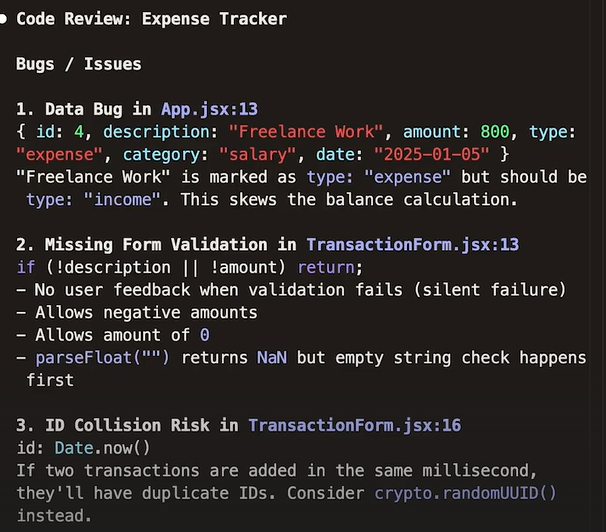 ● Code Review: Expense Tracker
Bugs / Issues
1. Data Bug in App.jsx:13
{ id: 4, description: "Freelance Work", amount: 800, type:
"expense", category: "salary", date: "2025-01-05" }
"Freelance Work" is marked as type: "expense" but should be
type: "income". This skews the balance calculation.
2. Missing Form Validation in TransactionForm.jsx:13
if (!description || !amount) return;
- No user feedback when validation fails (silent failure)
- Allows negative amounts
- Allows amount of 0
- parseFloat("") returns NaN but empty string check happens
first
3. ID Collision Risk in TransactionForm.jsx:16
id: Date.now()
If two transactions are added in the same millisecond,
they'll have duplicate IDs. Consider crypto.randomUUID()
instead.